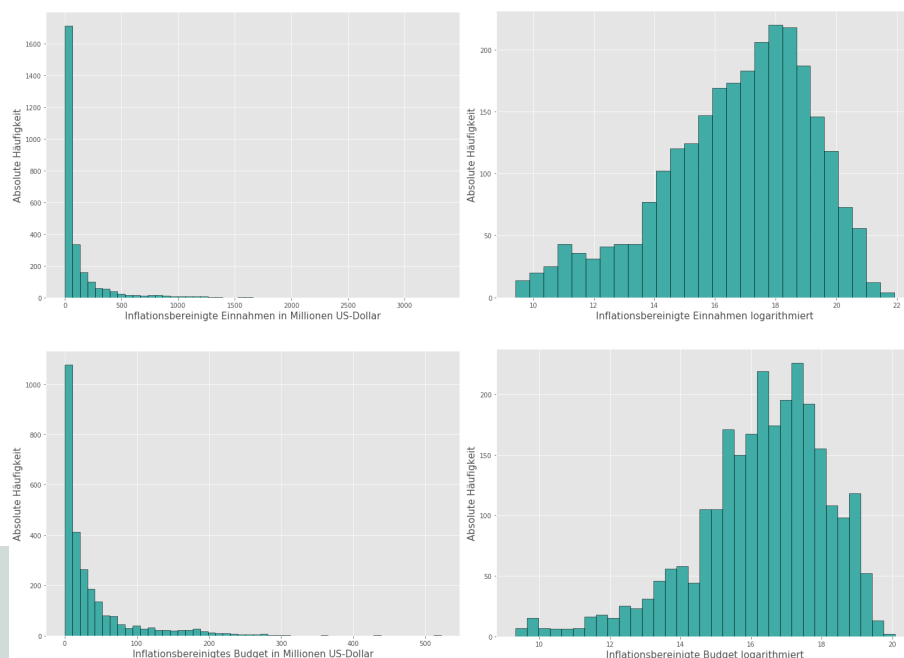 1600
1400
1200
1000
800
600
400
200
0
Absolute Häufigkeit
0 500 1000 1500 2000 2500 3000
Inflationsbereinigte Einnahmen in Millionen US-Dollar
200
150
100
50
0
Absolute Häufigkeit
10 12 14 16 18 20 22
Inflationsbereinigte Einnahmen logarithmiert
1000
800
600
400
200
0
Absolute Häufigkeit
0 100 200 300 400 500
Inflationsbereinigtes Budget in Millionen US-Dollar
200
150
100
50
0
Absolute Häufigkeit
10 12 14 16 18 20
Inflationsbereinigte Budget logarithmiert